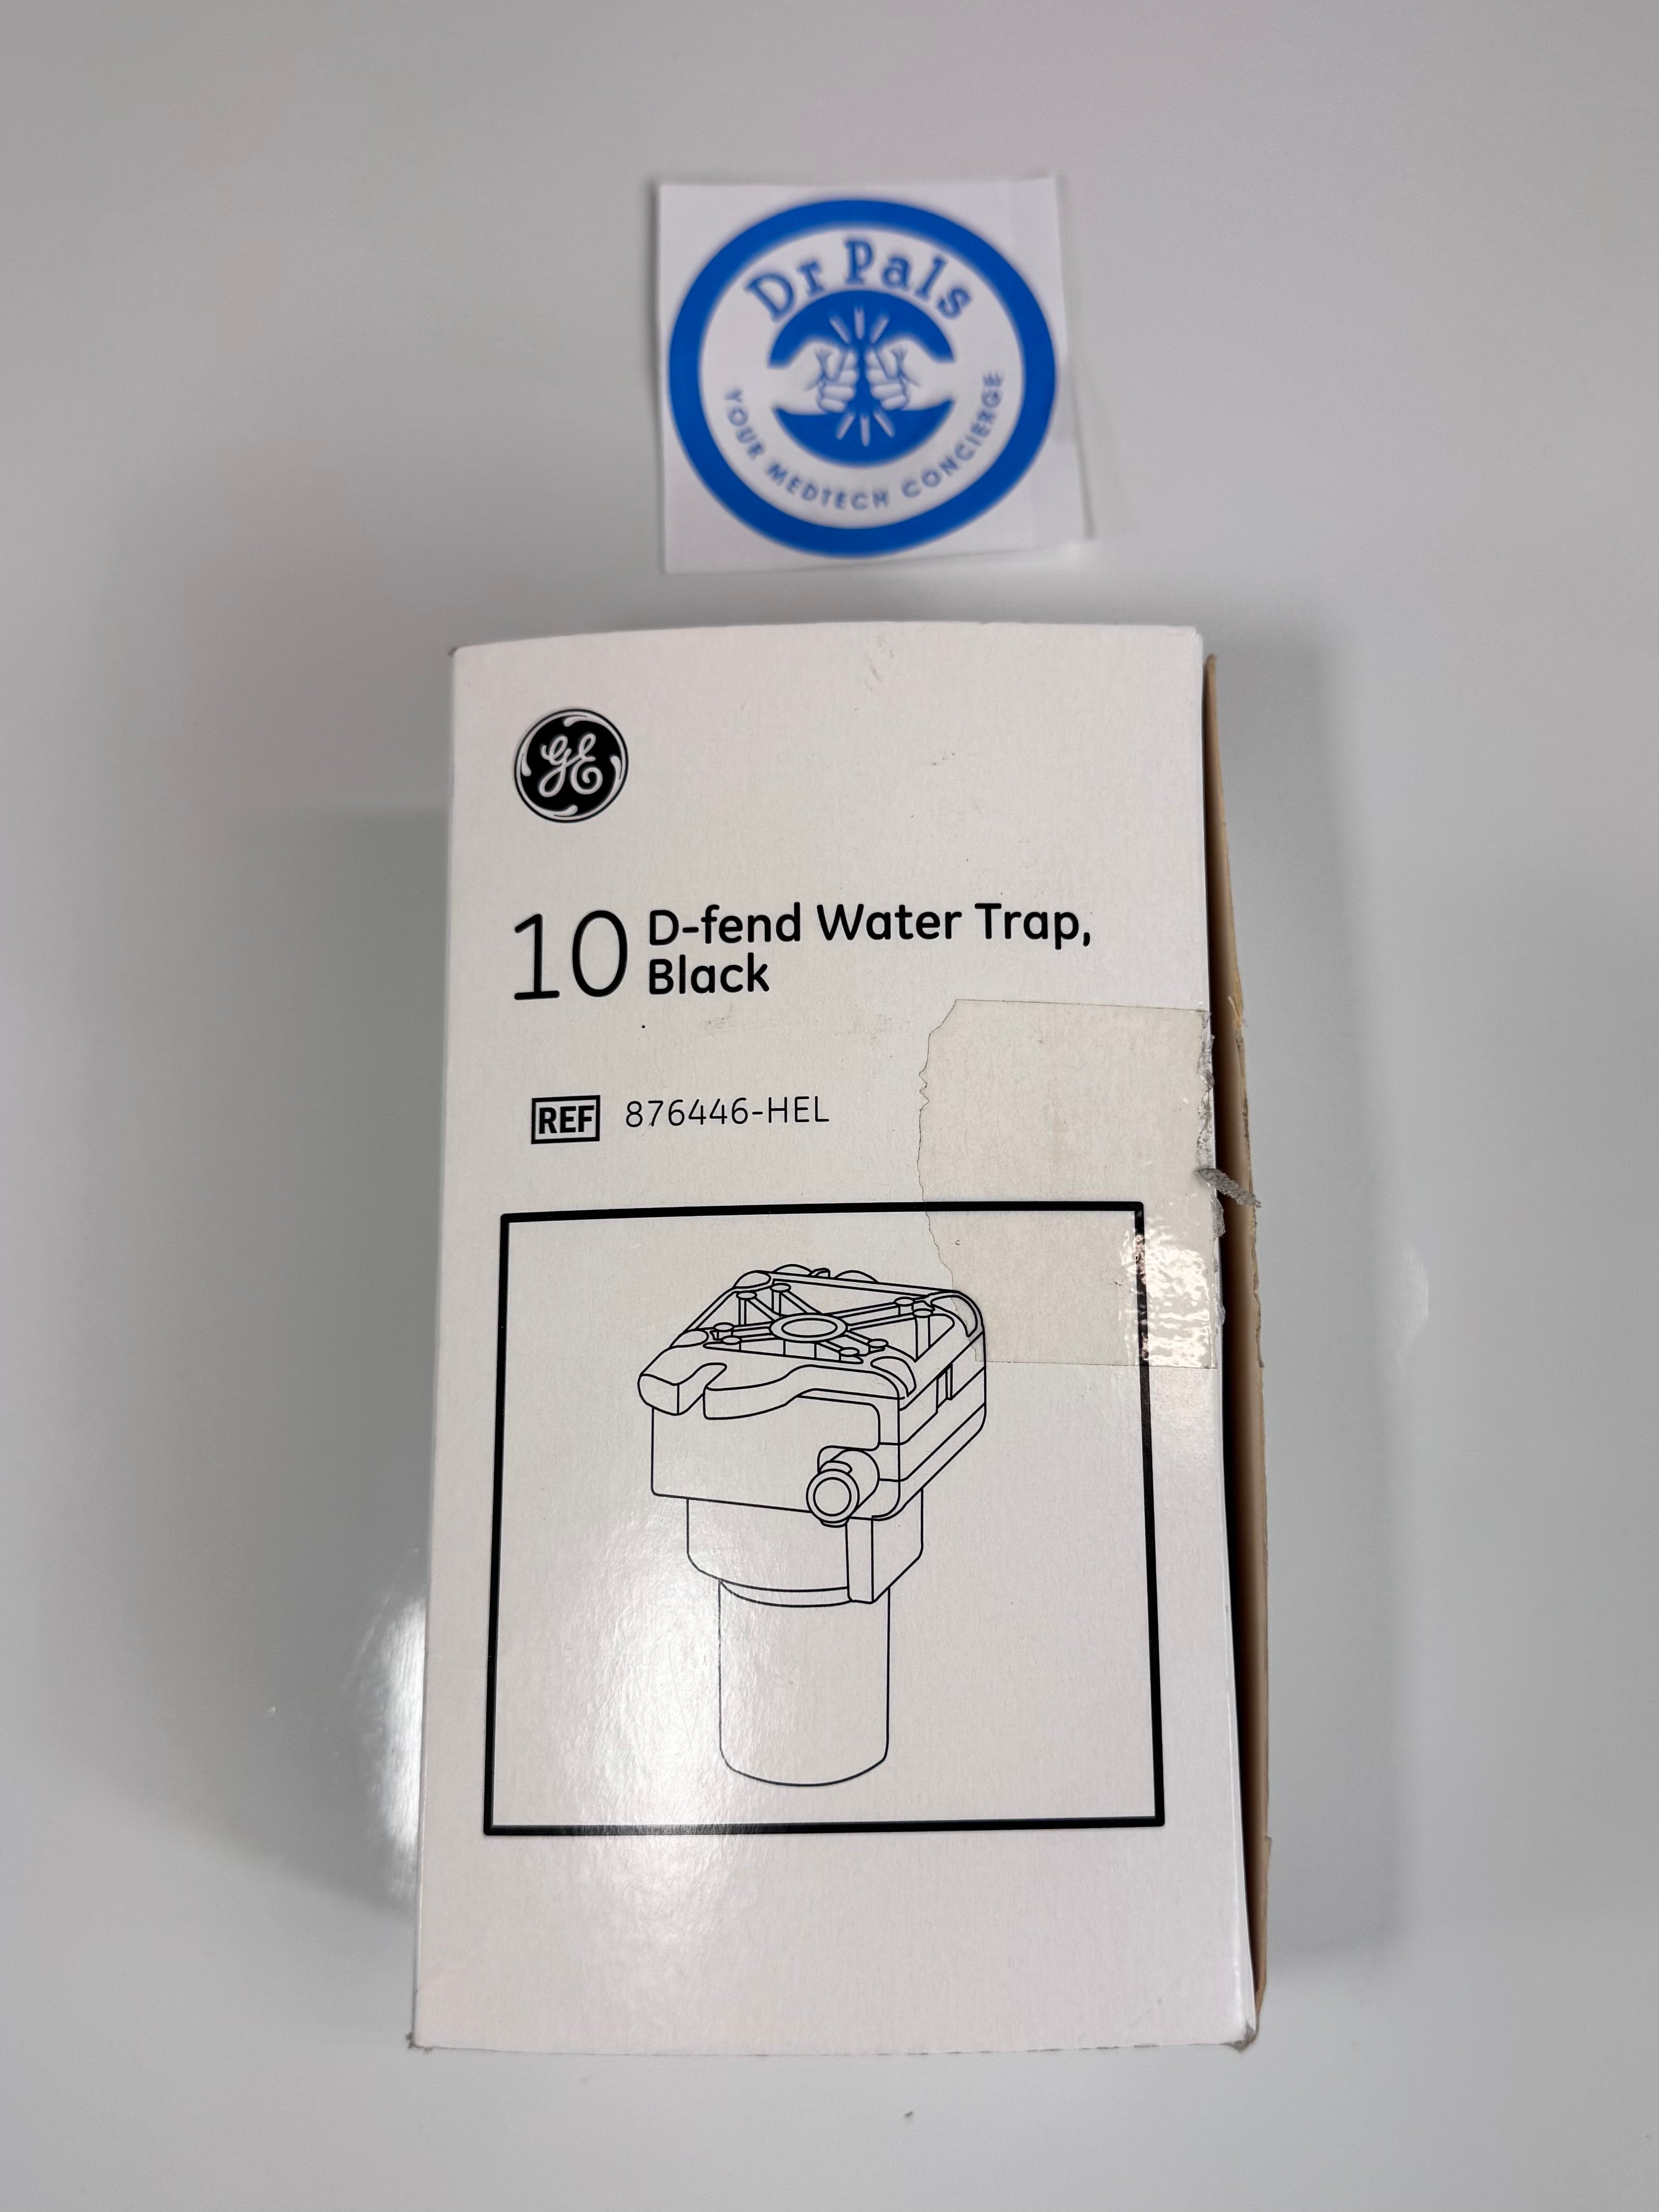 Dr Pals
YOUR MEDTECH CONCIERGE
GE
10 D-fend Water Trap,
Black
REF 876446-HEL